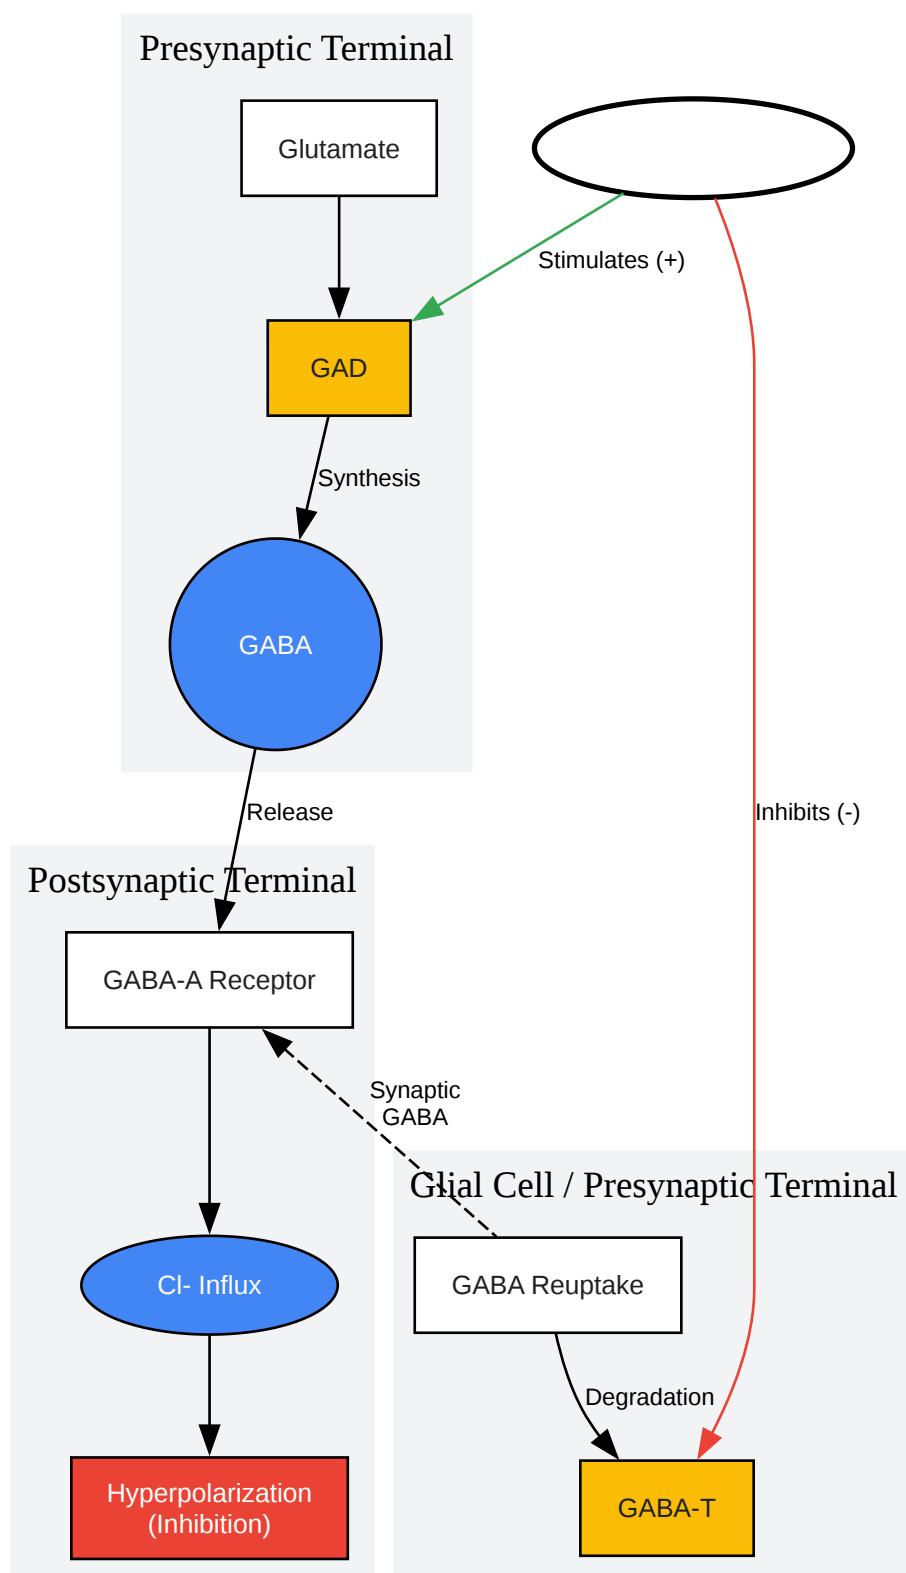 Presynaptic Terminal
Glutamate
Stimulates (+)
GAD
Synthesis
GABA
Release
Inhibits (-)
Postsynaptic Terminal
GABA-A Receptor
Synaptic
GABA
Glial Cell / Presynaptic Terminal
Cl- Influx
GABA Reuptake
Degradation
Hyperpolarization
(Inhibition)
GABA-T